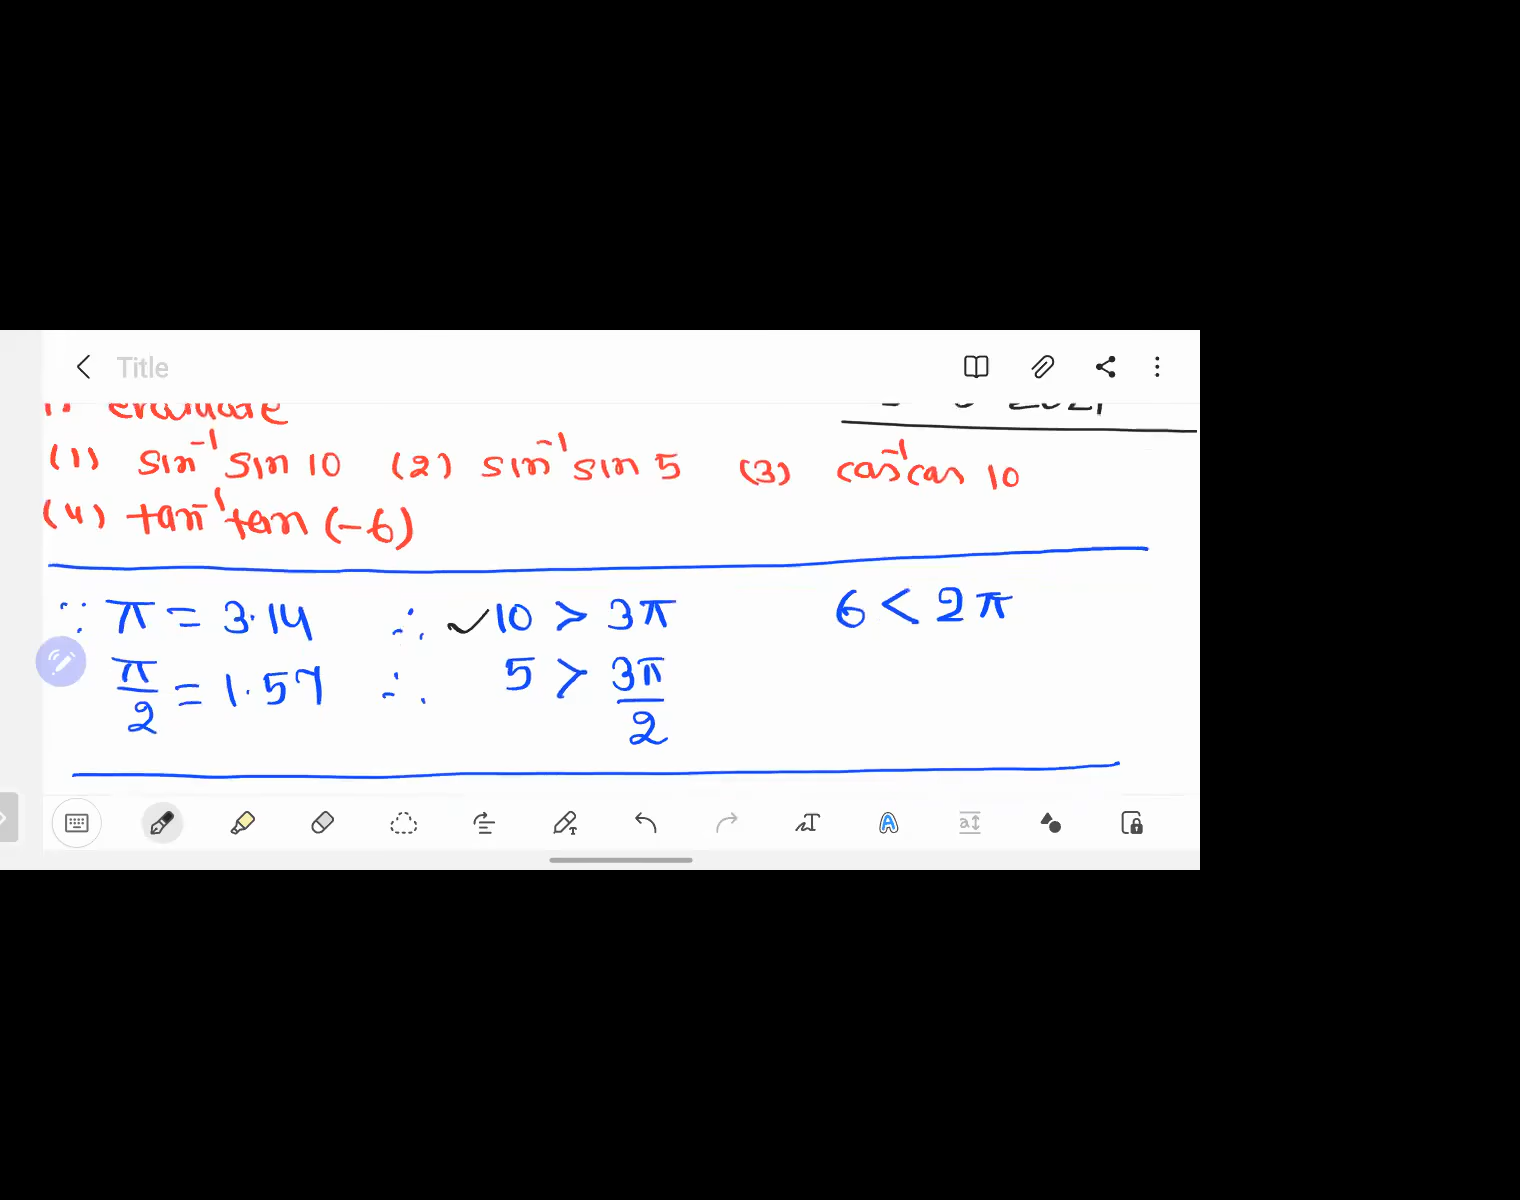 Title
1) evaluate
(1) sin⁻¹ sin 10 (2) sin⁻¹ sin 5 (3) cos⁻¹ cos 10
(4) tan⁻¹ tan (-6)
∵ π = 3.14 ∴ ✓10 > 3π 6 < 2π
π/2 = 1.57 ∴ 5 > 3π/2